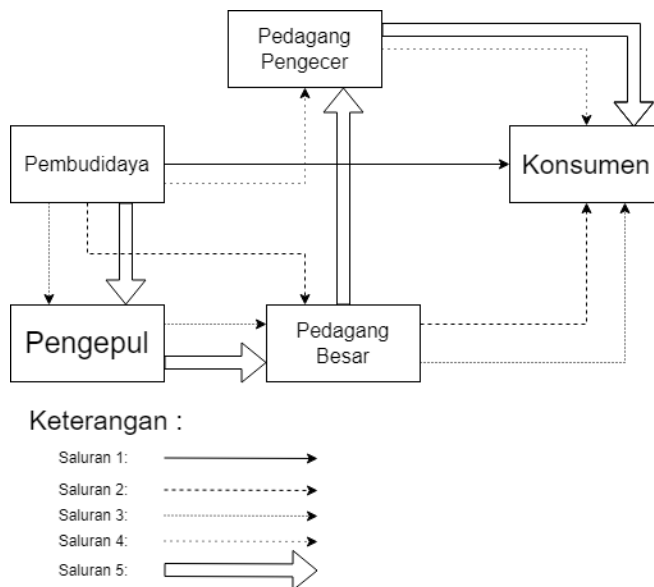 Pedagang
Pengecer
Pembudidaya
Konsumen
Pengepul
Pedagang
Besar
Keterangan :
Saluran 1:
Saluran 2:
Saluran 3:
Saluran 4:
Saluran 5: